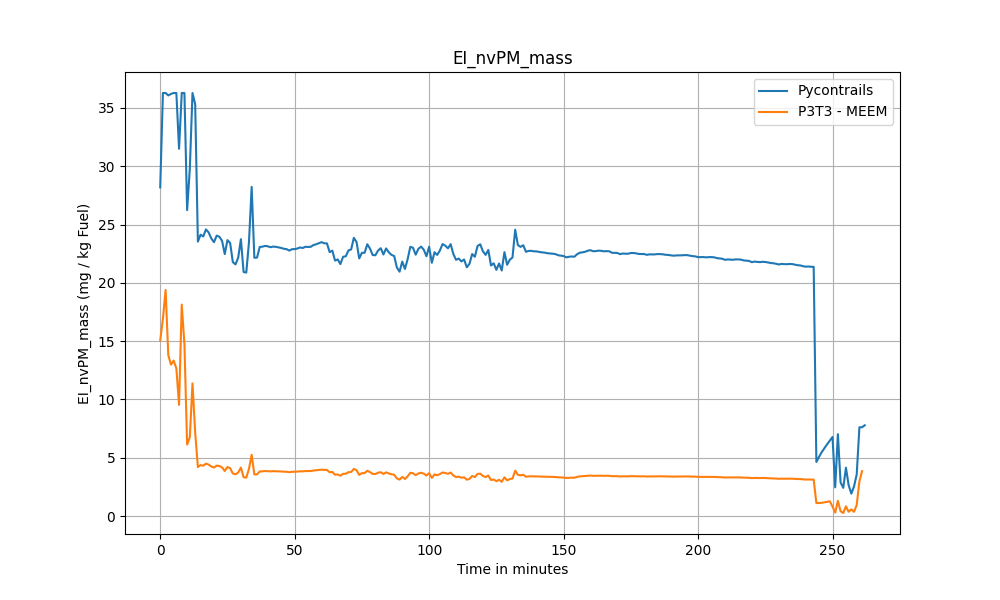 EI_nvPM_mass
Pycontrails
P3T3 - MEEM
EI_nvPM_mass (mg / kg Fuel)
35
30
25
20
15
10
5
0
0 50 100 150 200 250
Time in minutes